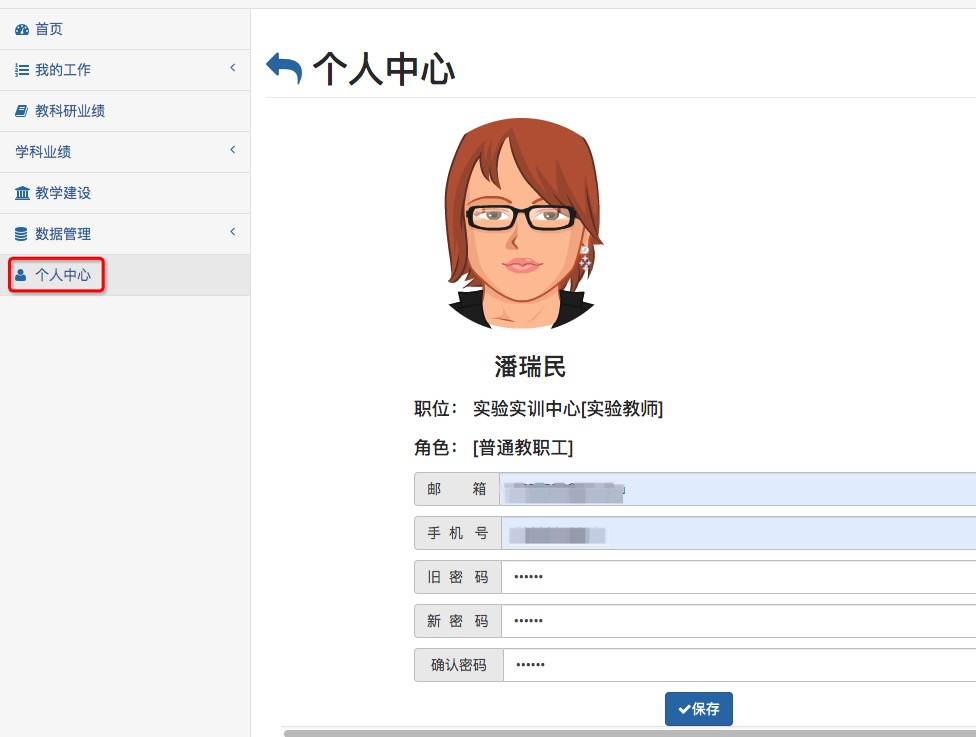 首页
我的工作
教科研业绩
学科业绩
教学建设
数据管理
个人中心
个人中心
潘瑞民
职位： 实验实训中心[实验教师]
角色： [普通教职工]
邮 箱
手 机 号
旧 密 码 ••••••
新 密 码 ••••••
确认密码 ••••••
保存